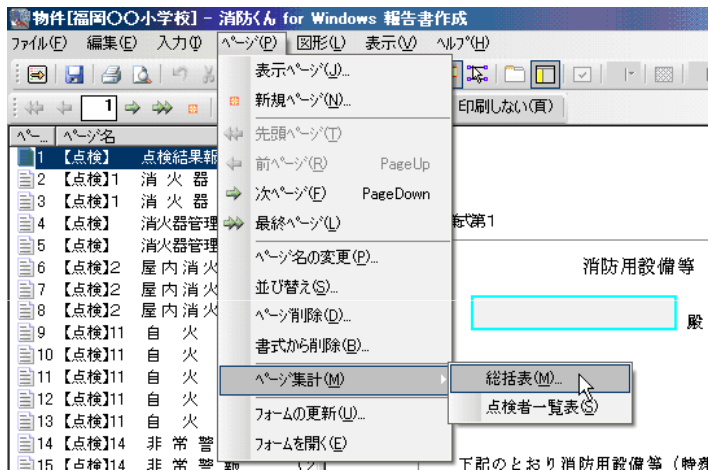 物件[福岡〇〇小学校] - 消防くん for Windows 報告書作成
ﾌｧｲﾙ(F) 編集(E) 入力(I) ﾍﾟｰｼﾞ(P) 図形(L) 表示(V) ﾍﾙﾌﾟ(H)
1
印刷しない(頁)
ﾍﾟｰ... ﾍﾟｰｼﾞ名
1 【点検】 点検結果報
2 【点検】1 消 火 器
3 【点検】1 消 火 器
4 【点検】 消火器管理
5 【点検】 消火器管理
6 【点検】2 屋 内 消 火
7 【点検】2 屋 内 消 火
8 【点検】2 屋 内 消 火
9 【点検】11 自 火
10 【点検】11 自 火
11 【点検】11 自 火
12 【点検】11 自 火
13 【点検】11 自 火
14 【点検】14 非 常 警
15 【点検】14 非 常 警 報
表示ﾍﾟｰｼﾞ(J)...
新規ﾍﾟｰｼﾞ(N)...
先頭ﾍﾟｰｼﾞ(T)
前ﾍﾟｰｼﾞ(R) PageUp
次ﾍﾟｰｼﾞ(F) PageDown
最終ﾍﾟｰｼﾞ(L)
ﾍﾟｰｼﾞ名の変更(P)...
並び替え(S)...
ﾍﾟｰｼﾞ削除(D)...
書式から削除(B)...
ﾍﾟｰｼﾞ集計(M)
ﾌｫｰﾑの更新(U)...
ﾌｫｰﾑを開く(E)
総括表(M)...
点検者一覧表(S)
式第1
消防用設備等
殿
下記のとおり消防用設備等（特殊